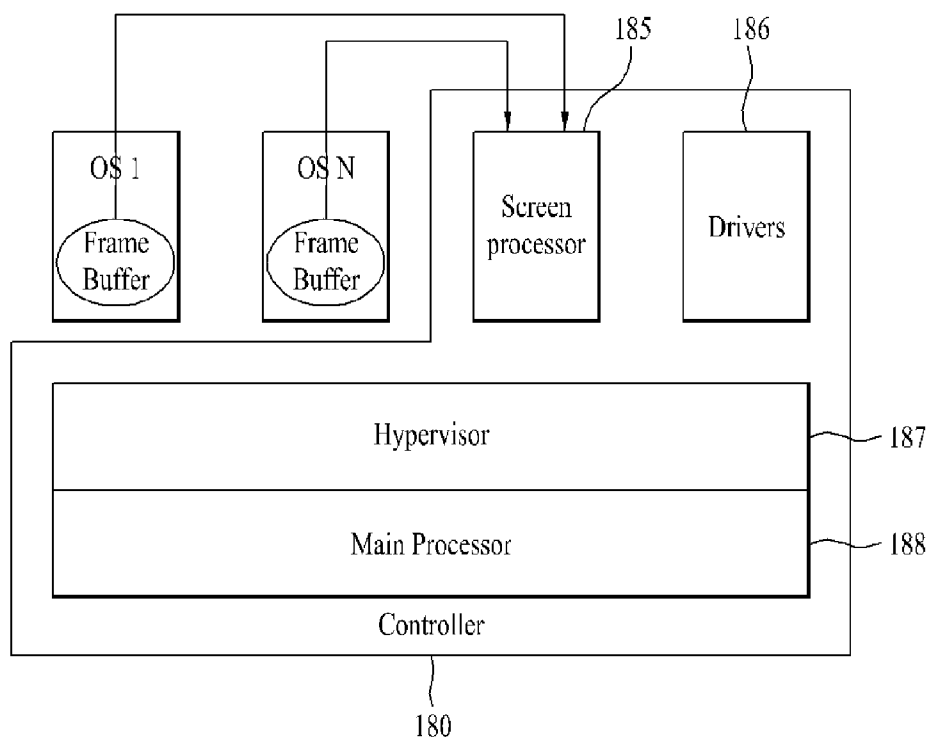 185
186
OS 1
Frame
Buffer
OS N
Frame
Buffer
Screen
processor
Drivers
Hypervisor
187
Main Processor
188
Controller
180